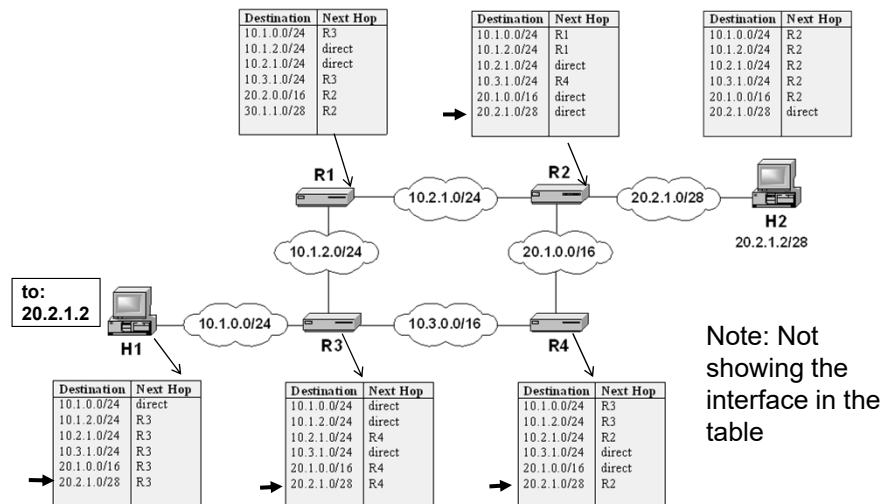 Destination Next Hop
10.1.0.0/24 R3
10.1.2.0/24 direct
10.2.1.0/24 direct
10.3.1.0/24 R3
20.2.0.0/16 R2
30.1.1.0/28 R2
Destination Next Hop
10.1.0.0/24 R1
10.1.2.0/24 R1
10.2.1.0/24 direct
10.3.1.0/24 R4
20.1.0.0/16 direct
20.2.1.0/28 direct
Destination Next Hop
10.1.0.0/24 R2
10.1.2.0/24 R2
10.2.1.0/24 R2
10.3.1.0/24 R2
20.1.0.0/16 R2
20.2.1.0/28 direct
R1
R2
10.2.1.0/24
20.2.1.0/28
H2
20.2.1.2/28
10.1.2.0/24
20.1.0.0/16
to:
20.2.1.2
H1
10.1.0.0/24
R3
10.3.0.0/16
R4
Note: Not
showing the
interface in the
table
Destination Next Hop
10.1.0.0/24 direct
10.1.2.0/24 R3
10.2.1.0/24 R3
10.3.1.0/24 R3
20.1.0.0/16 R3
20.2.1.0/28 R3
Destination Next Hop
10.1.0.0/24 direct
10.1.2.0/24 direct
10.2.1.0/24 R4
10.3.1.0/24 direct
20.1.0.0/16 R4
20.2.1.0/28 R4
Destination Next Hop
10.1.0.0/24 R3
10.1.2.0/24 R3
10.2.1.0/24 R2
10.3.1.0/24 direct
20.1.0.0/16 direct
20.2.1.0/28 R2